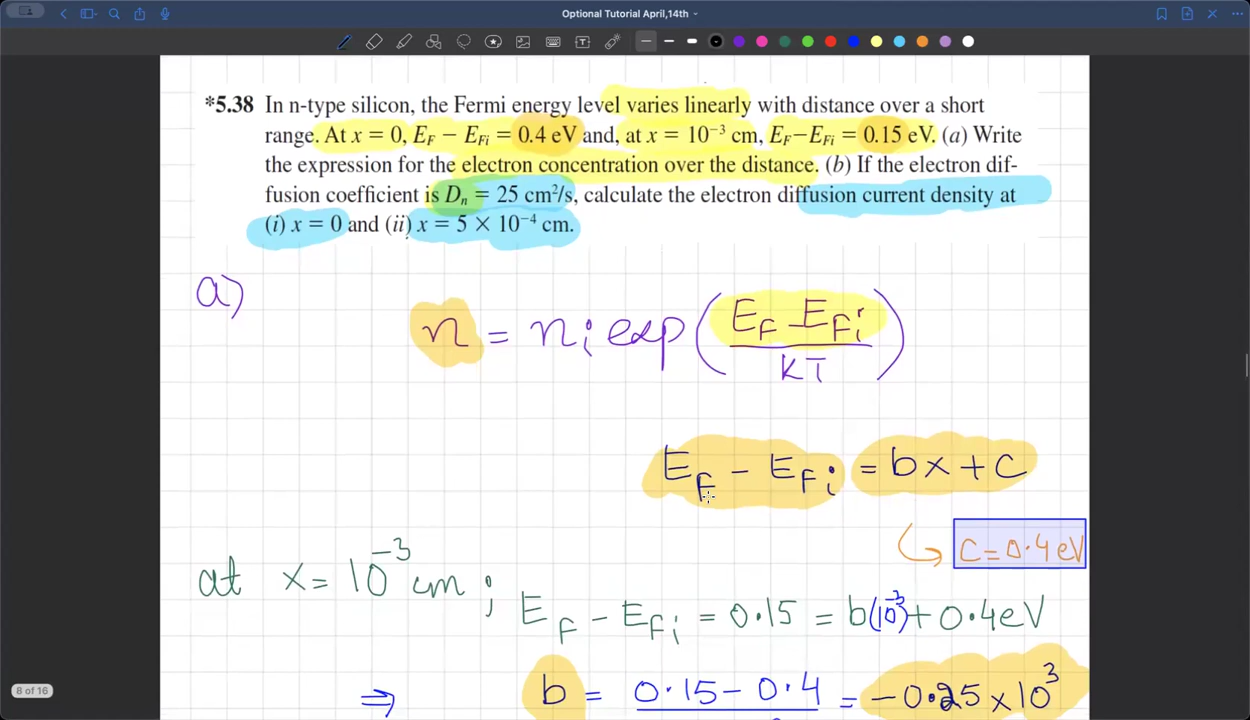 Optional Tutorial April,14th
*5.38 In n-type silicon, the Fermi energy level varies linearly with distance over a short
range. At x = 0, E_F − E_Fi = 0.4 eV and, at x = 10⁻³ cm, E_F−E_Fi = 0.15 eV. (a) Write
the expression for the electron concentration over the distance. (b) If the electron dif-
fusion coefficient is D_n = 25 cm²/s, calculate the electron diffusion current density at
(i) x = 0 and (ii) x = 5 × 10⁻⁴ cm.
a)
n = n_i exp(E_F − E_Fi / KT)
E_F − E_Fi = bx + c
c = 0.4 eV
at x = 10⁻³ cm ;
E_F − E_Fi = 0.15 = b(10⁻³) + 0.4 eV
⇒ b = 0.15 − 0.4 = −0.25 × 10³
8 of 16